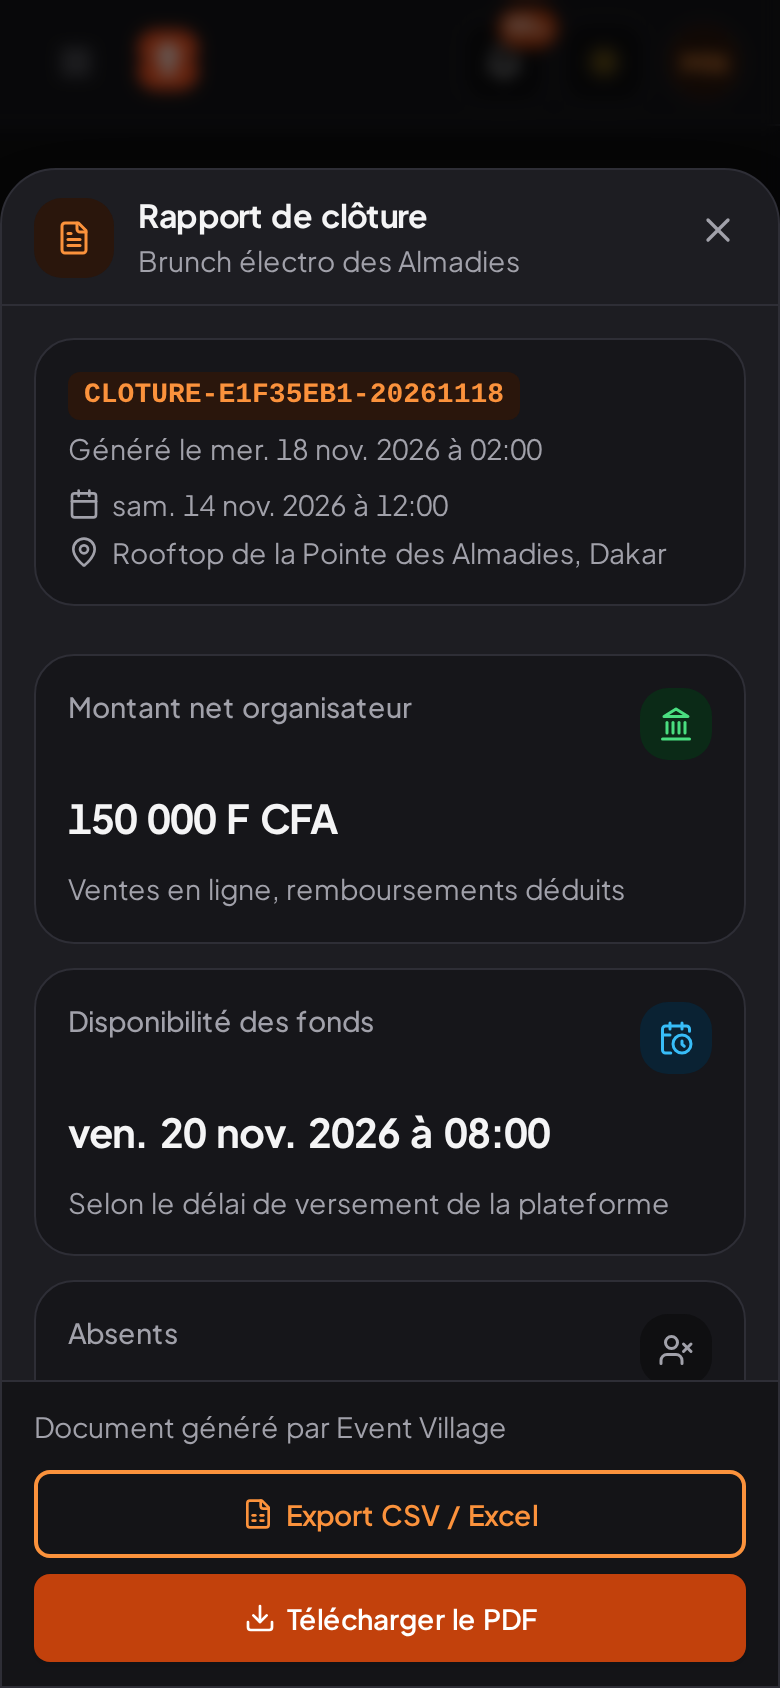 Rapport de clôture
Brunch électro des Almadies
CLOTURE-E1F35EB1-20261118
Généré le mer. 18 nov. 2026 à 02:00
sam. 14 nov. 2026 à 12:00
Rooftop de la Pointe des Almadies, Dakar
Montant net organisateur
150 000 F CFA
Ventes en ligne, remboursements déduits
Disponibilité des fonds
ven. 20 nov. 2026 à 08:00
Selon le délai de versement de la plateforme
Absents
Document généré par Event Village
Export CSV / Excel
Télécharger le PDF